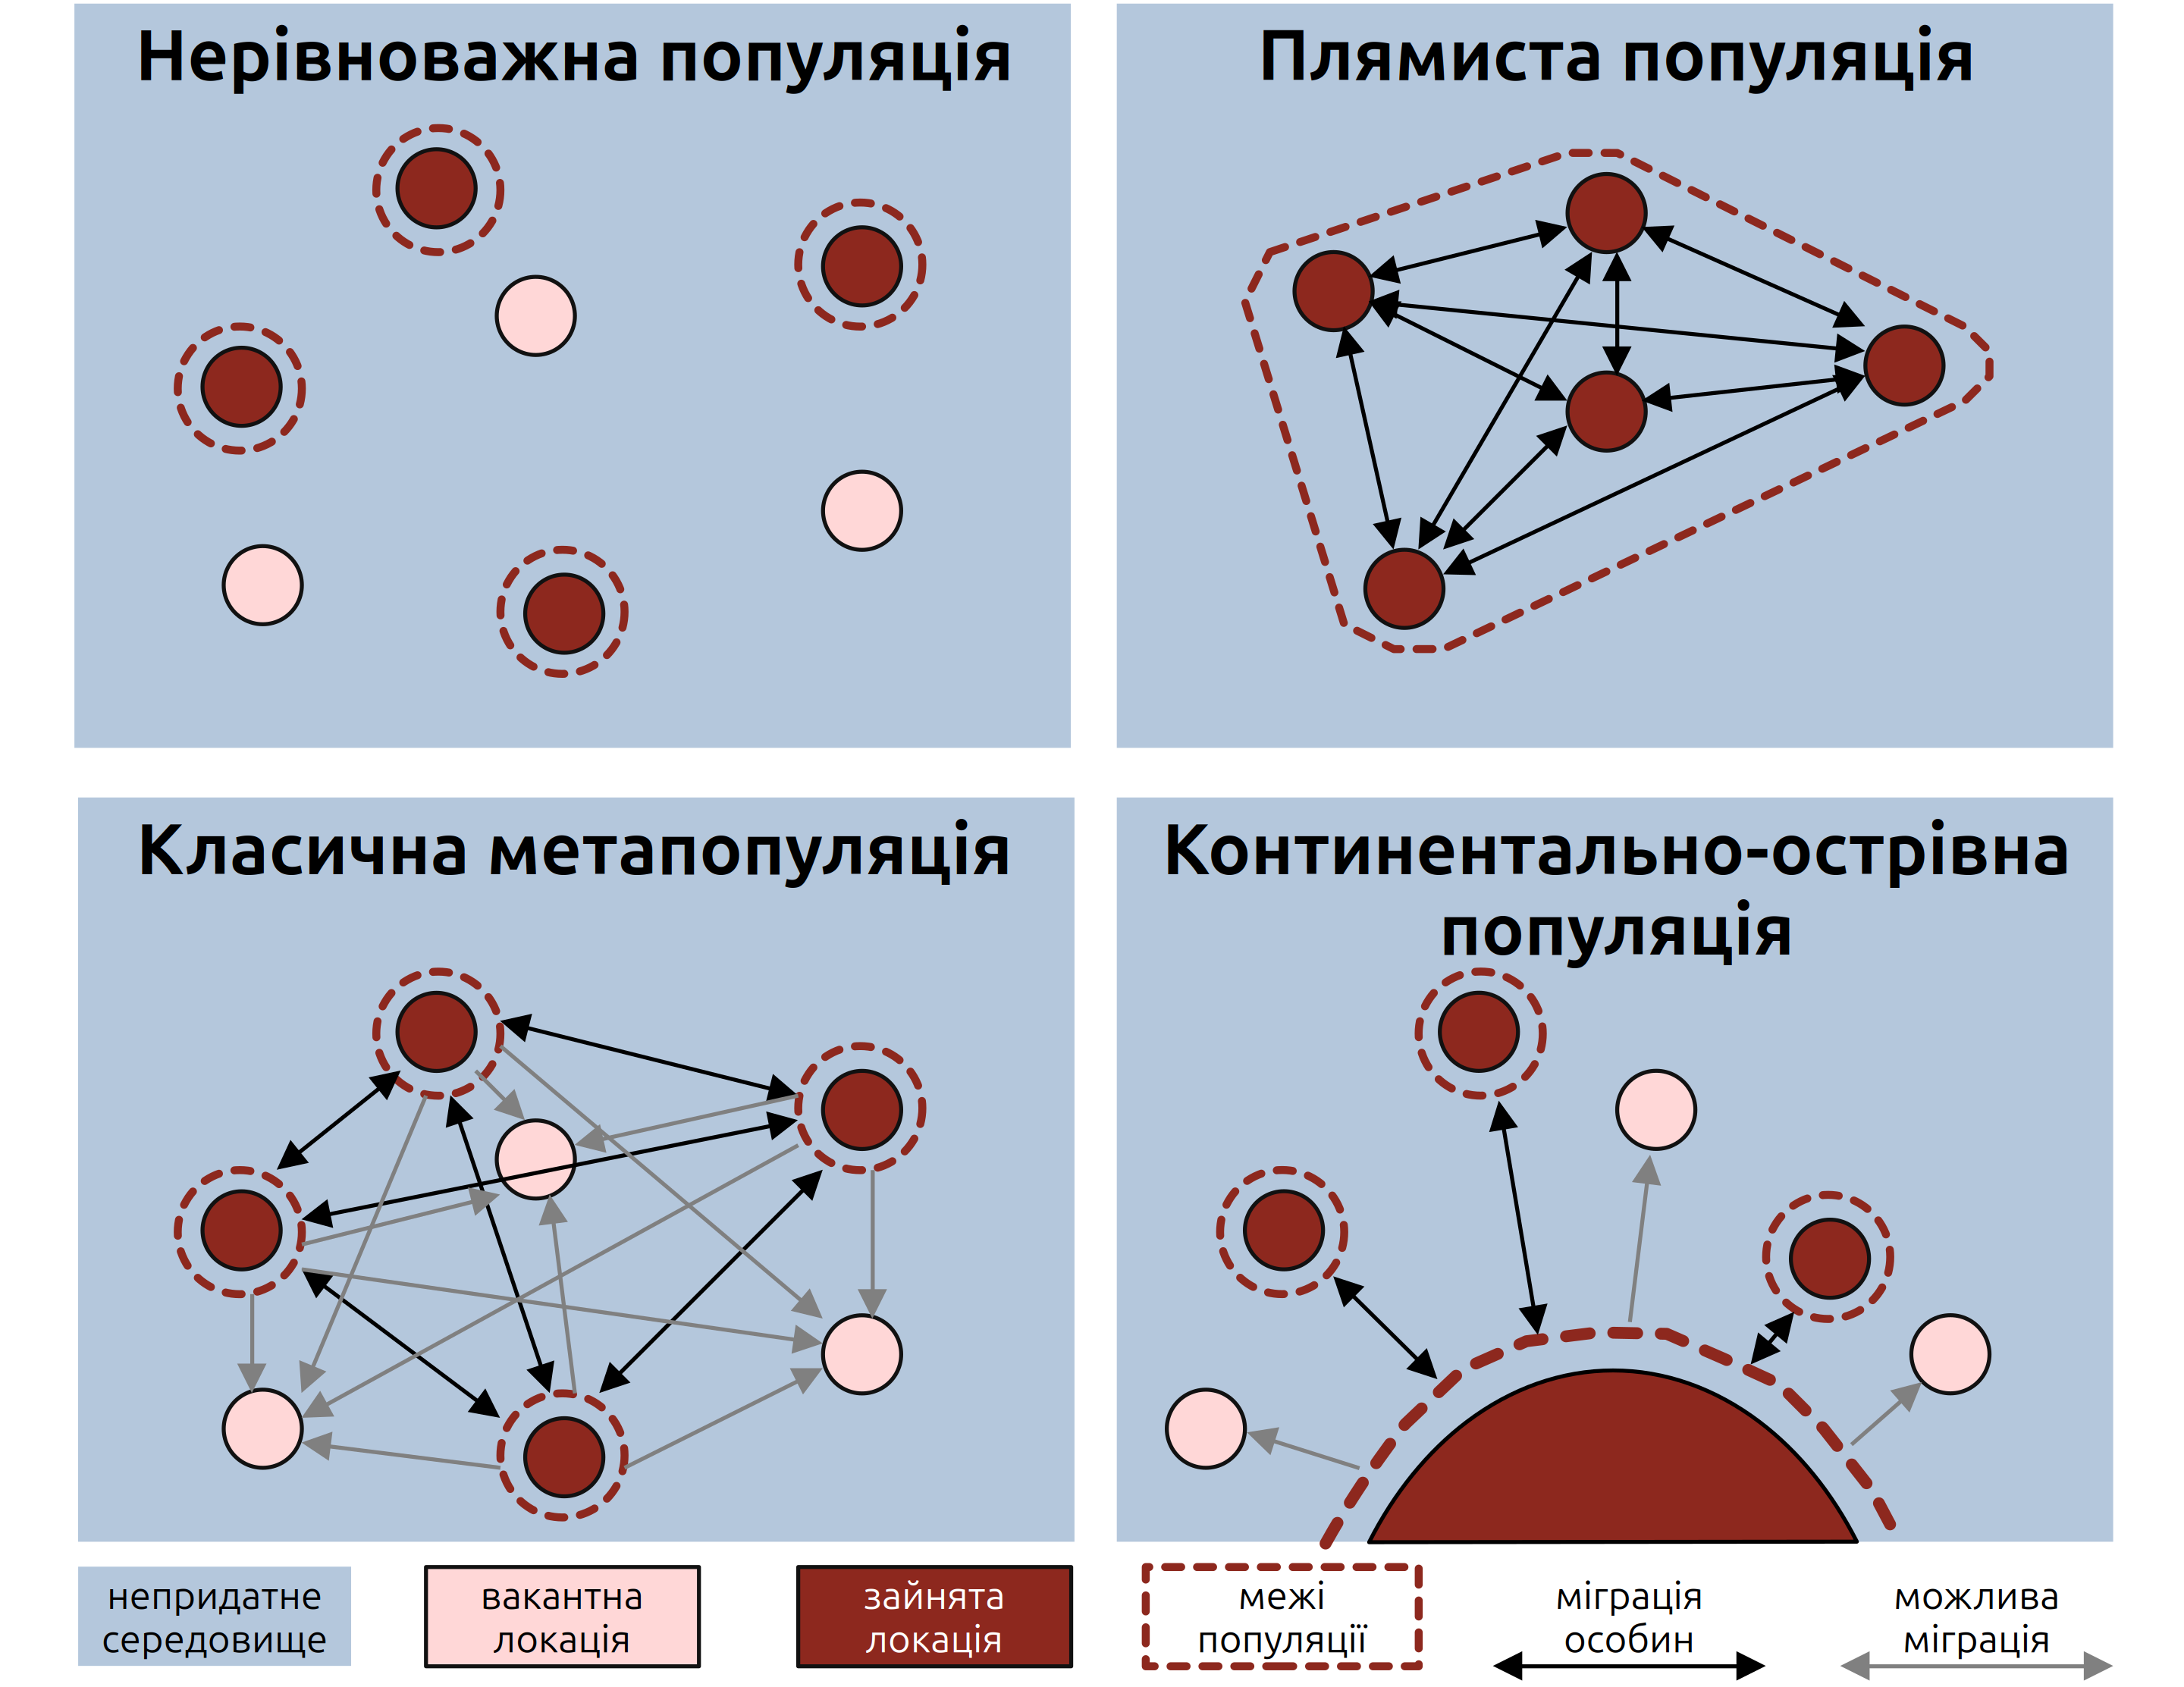 Нерівноважна популяція
Плямиста популяція
Класична метапопуляція
Континентально-острівна
популяція
непридатне
середовище
вакантна
локація
зайнята
локація
межі
популяції
міграція
особин
можлива
міграція